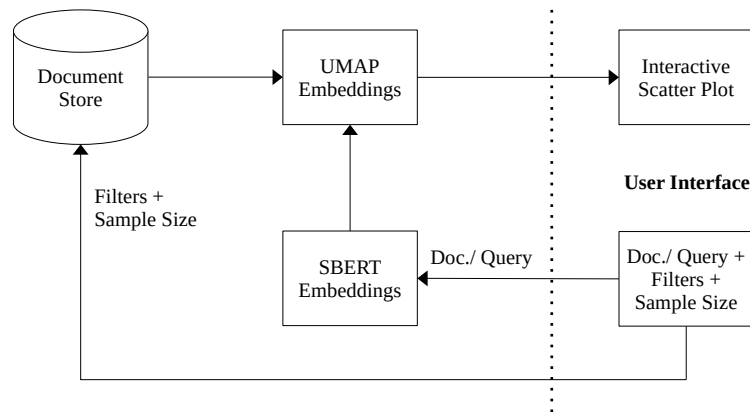 Document
Store
UMAP
Embeddings
Interactive
Scatter Plot
User Interface
Filters +
Sample Size
SBERT
Embeddings
Doc./ Query
Doc./ Query +
Filters +
Sample Size